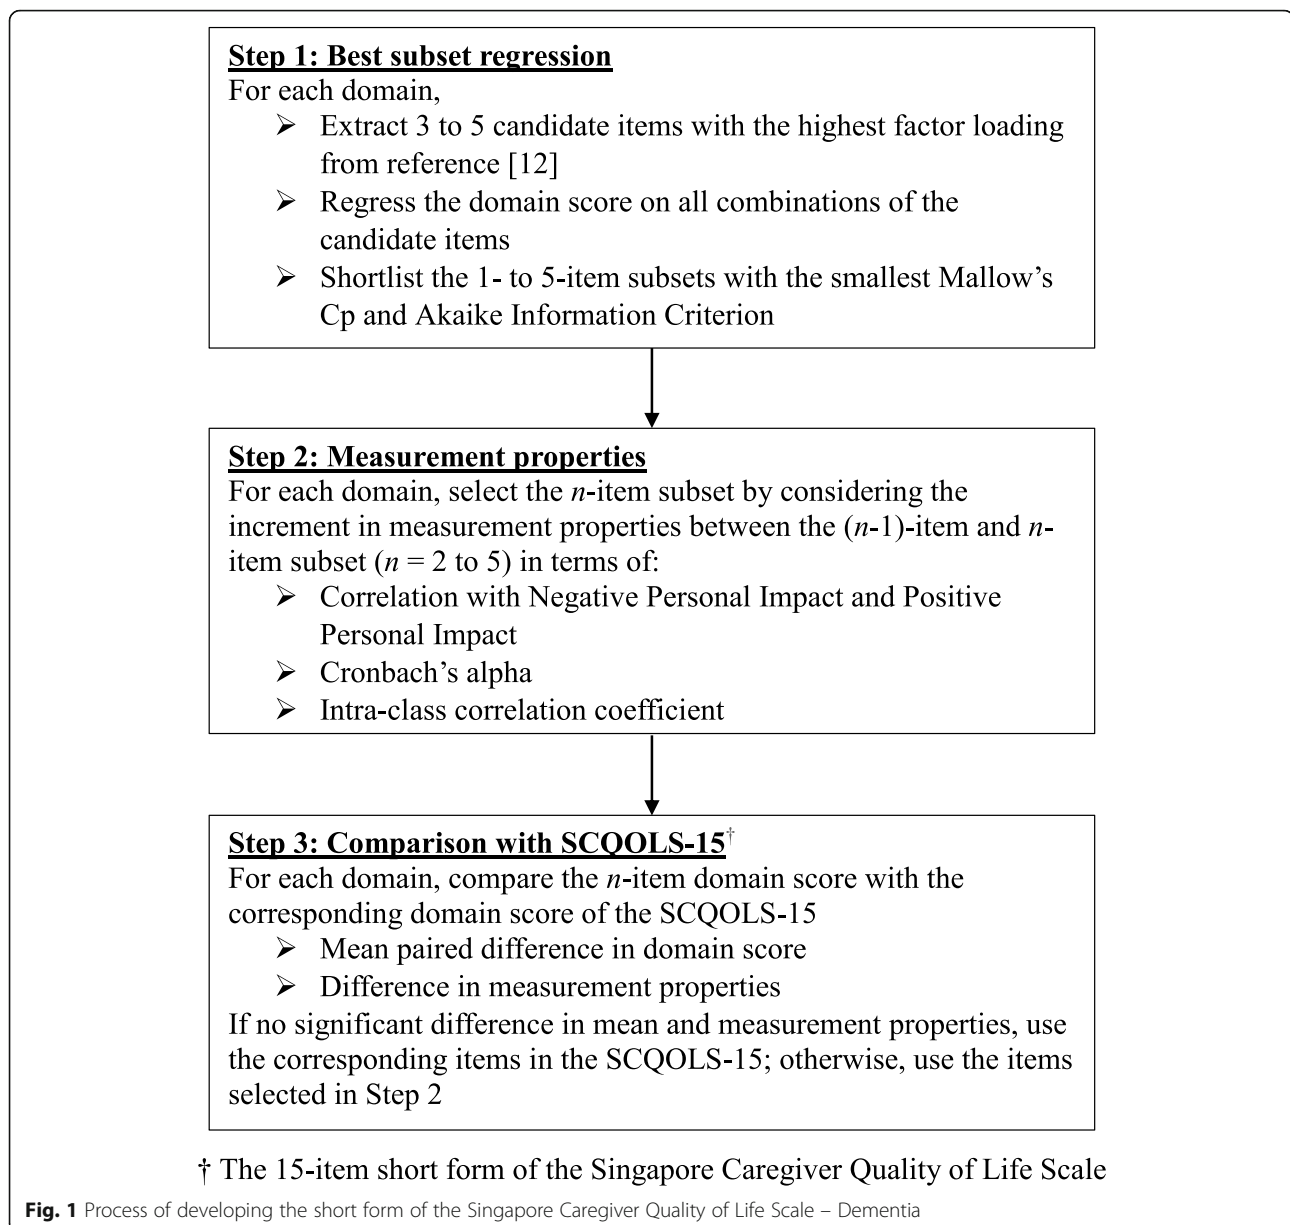 Step 1: Best subset regression
For each domain,
➢ Extract 3 to 5 candidate items with the highest factor loading
from reference [12]
➢ Regress the domain score on all combinations of the
candidate items
➢ Shortlist the 1- to 5-item subsets with the smallest Mallow’s
Cp and Akaike Information Criterion
Step 2: Measurement properties
For each domain, select the n-item subset by considering the
increment in measurement properties between the (n-1)-item and n-
item subset (n = 2 to 5) in terms of:
➢ Correlation with Negative Personal Impact and Positive
Personal Impact
➢ Cronbach’s alpha
➢ Intra-class correlation coefficient
Step 3: Comparison with SCQOLS-15†
For each domain, compare the n-item domain score with the
corresponding domain score of the SCQOLS-15
➢ Mean paired difference in domain score
➢ Difference in measurement properties
If no significant difference in mean and measurement properties, use
the corresponding items in the SCQOLS-15; otherwise, use the items
selected in Step 2
† The 15-item short form of the Singapore Caregiver Quality of Life Scale
Fig. 1 Process of developing the short form of the Singapore Caregiver Quality of Life Scale – Dementia